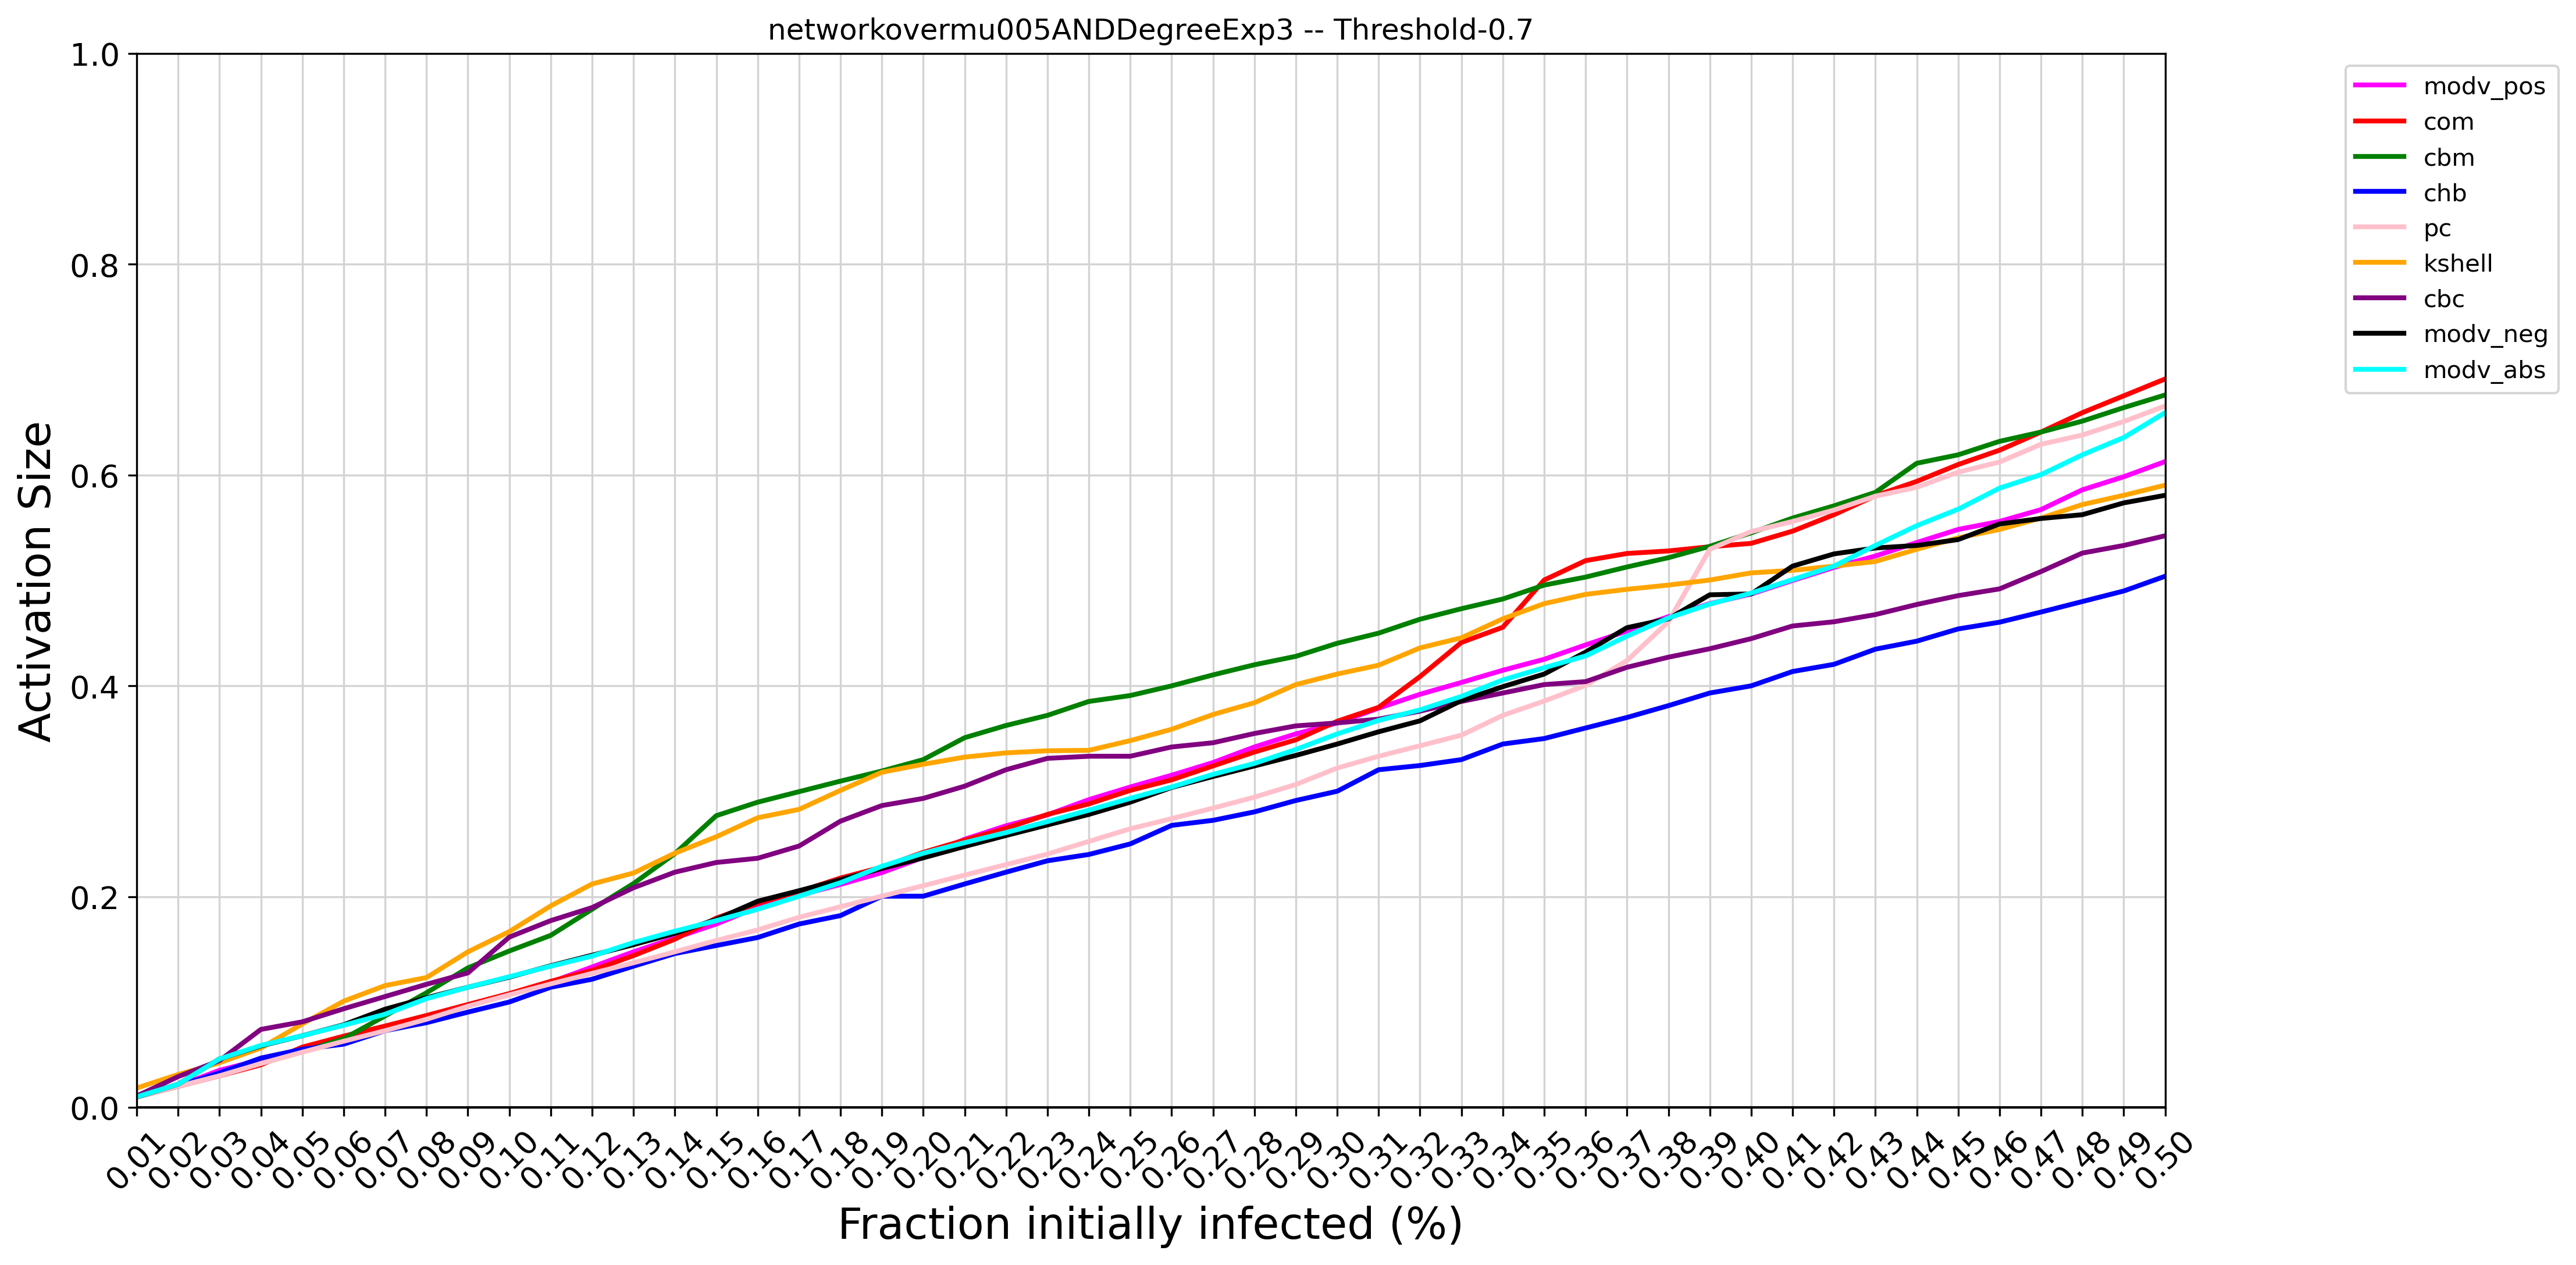 networkovermu005ANDDegreeExp3 -- Threshold-0.7
1.0
0.8
0.6
0.4
0.2
0.0
Activation Size
0.01 0.02 0.03 0.04 0.05 0.06 0.07 0.08 0.09 0.10 0.11 0.12 0.13 0.14 0.15 0.16 0.17 0.18 0.19 0.20 0.21 0.22 0.23 0.24 0.25 0.26 0.27 0.28 0.29 0.30 0.31 0.32 0.33 0.34 0.35 0.36 0.37 0.38 0.39 0.40 0.41 0.42 0.43 0.44 0.45 0.46 0.47 0.48 0.49 0.50
Fraction initially infected (%)
modv_pos
com
cbm
chb
pc
kshell
cbc
modv_neg
modv_abs